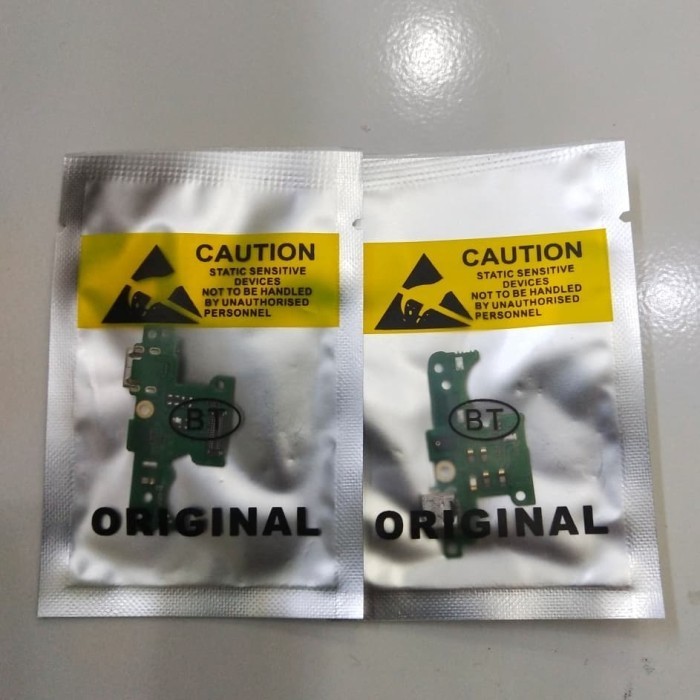 CAUTION
STATIC SENSITIVE
DEVICES
NOT TO BE HANDLED
BY UNAUTHORISED
PERSONNEL
BT
ORIGINAL
CAUTION
STATIC SENSITIVE
DEVICES
NOT TO BE HANDLED
BY UNAUTHORISED
PERSONNEL
BT
ORIGINAL